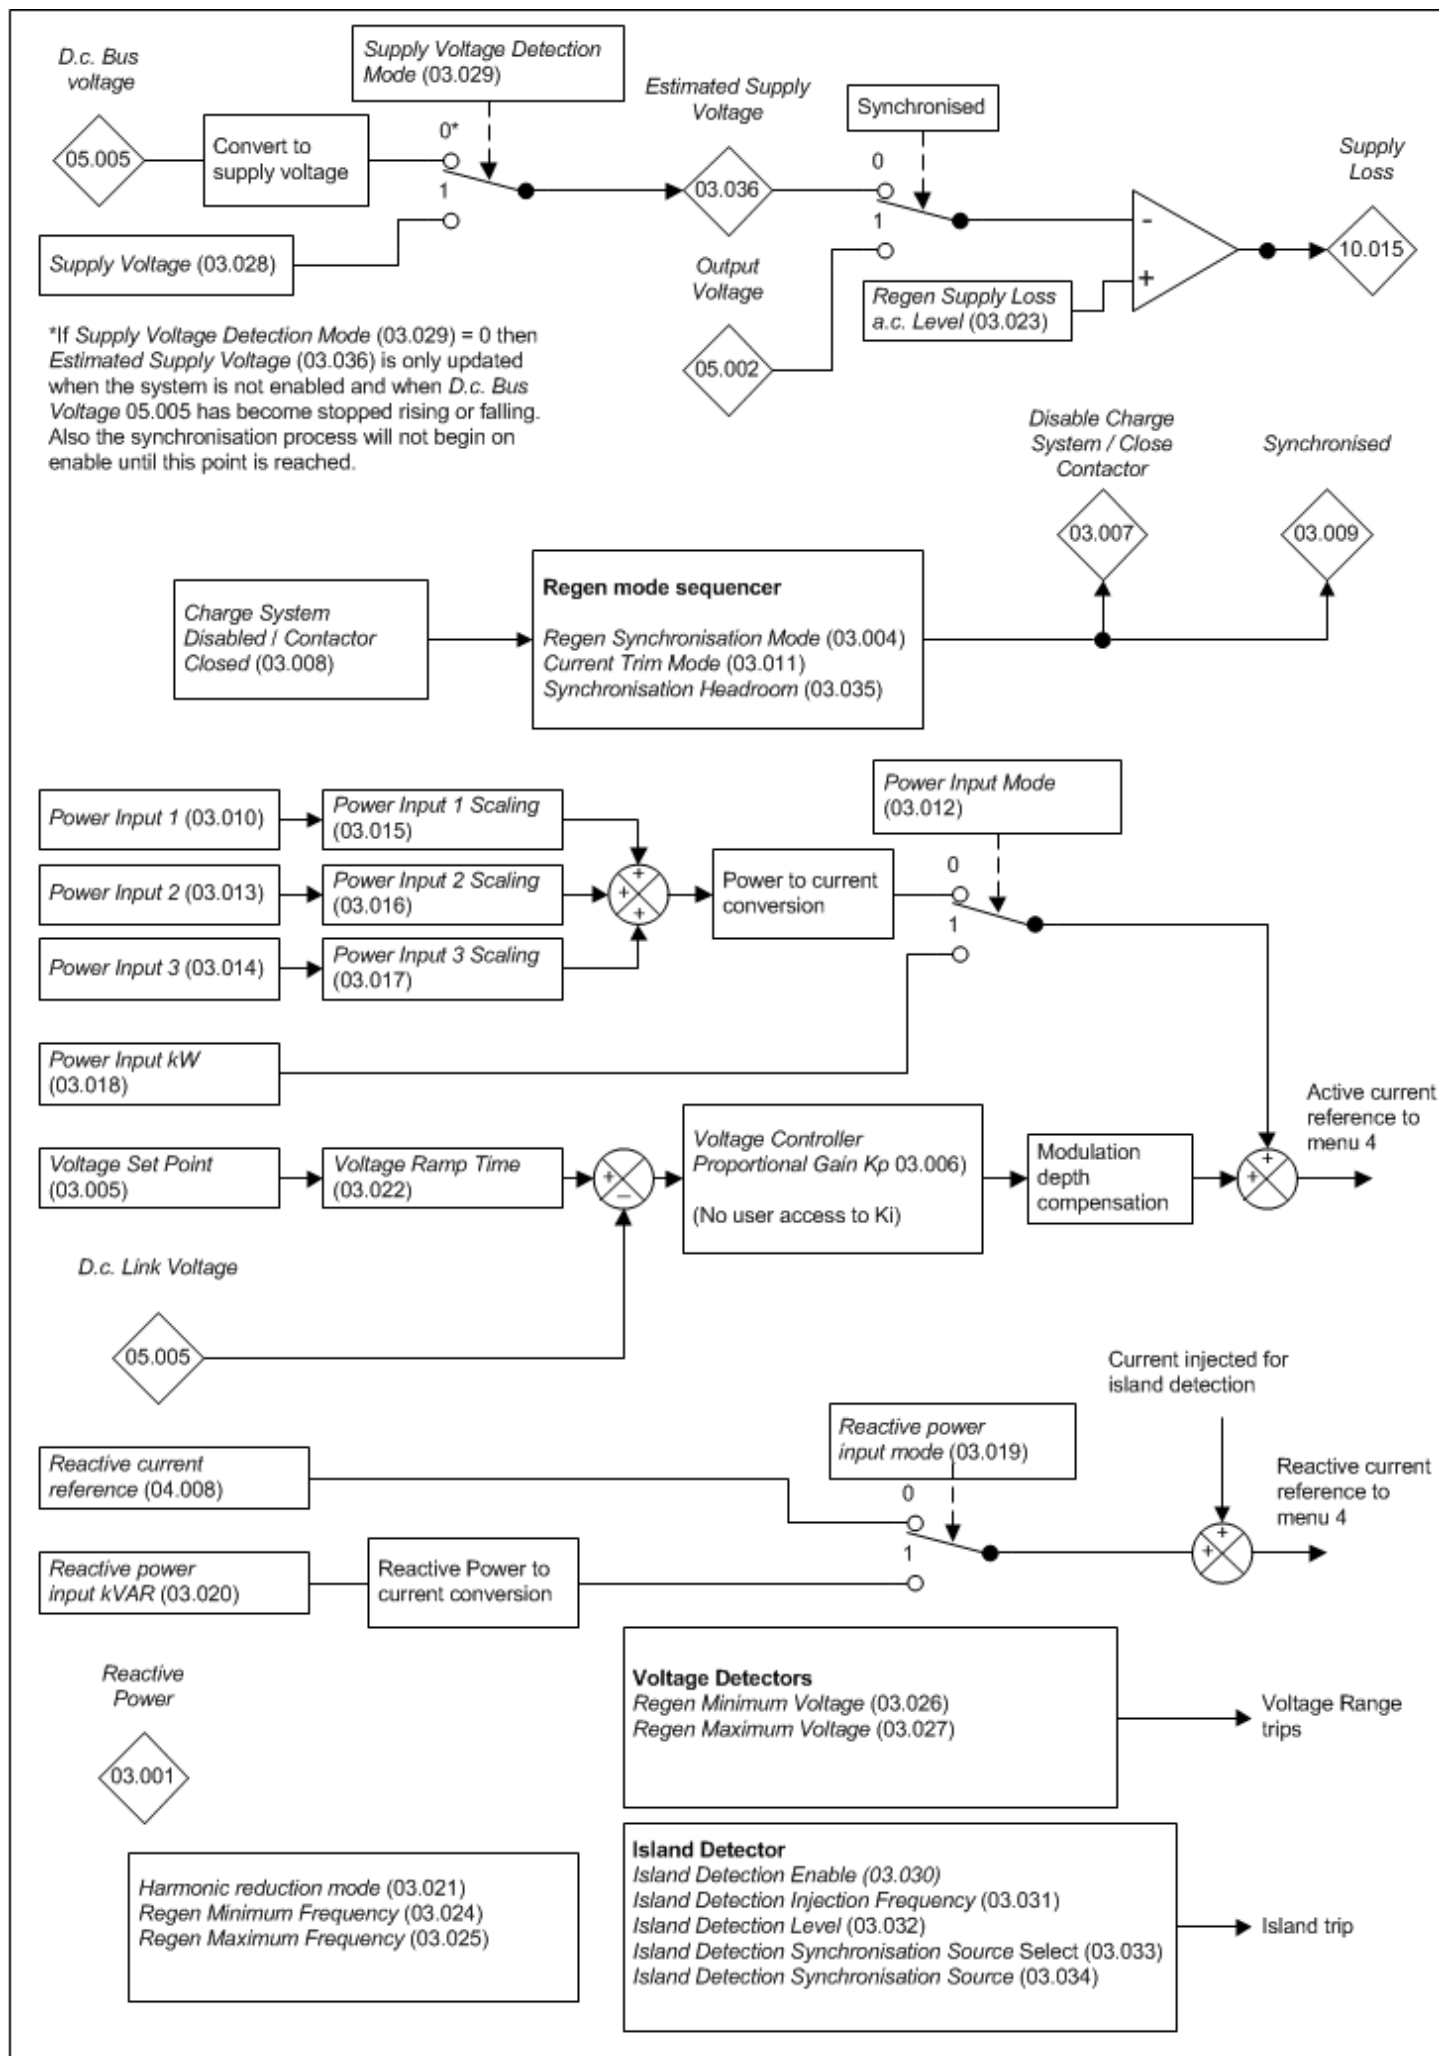 D.c. Bus
voltage
05.005
Convert to
supply voltage
Supply Voltage (03.028)
Supply Voltage Detection
Mode (03.029)
0*
1
Estimated Supply
Voltage
03.036
Output
Voltage
05.002
Synchronised
0
1
Regen Supply Loss
a.c. Level (03.023)
-
+
Supply
Loss
10.015
*If Supply Voltage Detection Mode (03.029) = 0 then
Estimated Supply Voltage (03.036) is only updated
when the system is not enabled and when D.c. Bus
Voltage 05.005 has become stopped rising or falling.
Also the synchronisation process will not begin on
enable until this point is reached.
Disable Charge
System / Close
Contactor
03.007
Synchronised
03.009
Charge System
Disabled / Contactor
Closed (03.008)
Regen mode sequencer
Regen Synchronisation Mode (03.004)
Current Trim Mode (03.011)
Synchronisation Headroom (03.035)
Power Input 1 (03.010)
Power Input 1 Scaling
(03.015)
Power Input 2 (03.013)
Power Input 2 Scaling
(03.016)
Power Input 3 (03.014)
Power Input 3 Scaling
(03.017)
+
+
+
Power to current
conversion
Power Input Mode
(03.012)
0
1
Power Input kW
(03.018)
Voltage Set Point
(03.005)
Voltage Ramp Time
(03.022)
+
–
Voltage Controller
Proportional Gain Kp 03.006)
(No user access to Ki)
Modulation
depth
compensation
+
+
Active current
reference to
menu 4
D.c. Link Voltage
05.005
Current injected for
island detection
Reactive current
reference (04.008)
Reactive power
input kVAR (03.020)
Reactive Power to
current conversion
Reactive power
input mode (03.019)
0
1
+
+
Reactive current
reference to
menu 4
Reactive
Power
03.001
Voltage Detectors
Regen Minimum Voltage (03.026)
Regen Maximum Voltage (03.027)
Voltage Range
trips
Harmonic reduction mode (03.021)
Regen Minimum Frequency (03.024)
Regen Maximum Frequency (03.025)
Island Detector
Island Detection Enable (03.030)
Island Detection Injection Frequency (03.031)
Island Detection Level (03.032)
Island Detection Synchronisation Source Select (03.033)
Island Detection Synchronisation Source (03.034)
Island trip